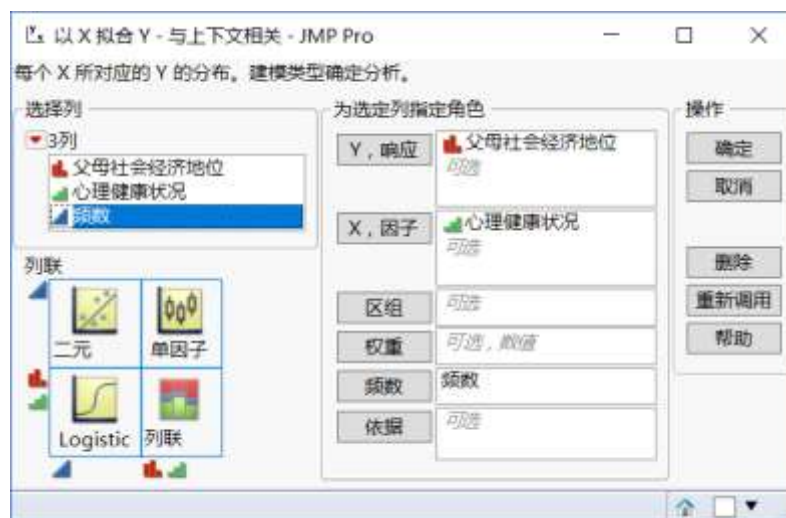 以 X 拟合 Y - 与上下文相关 - JMP Pro
每个 X 所对应的 Y 的分布。建模类型确定分析。
选择列
3列
父母社会经济地位
心理健康状况
频数
列联
二元
单因子
Logistic
列联
为选定列指定角色
Y，响应
父母社会经济地位
可选
X，因子
心理健康状况
可选
区组
可选
权重
可选，数值
频数
频数
依据
可选
操作
确定
取消
删除
重新调用
帮助